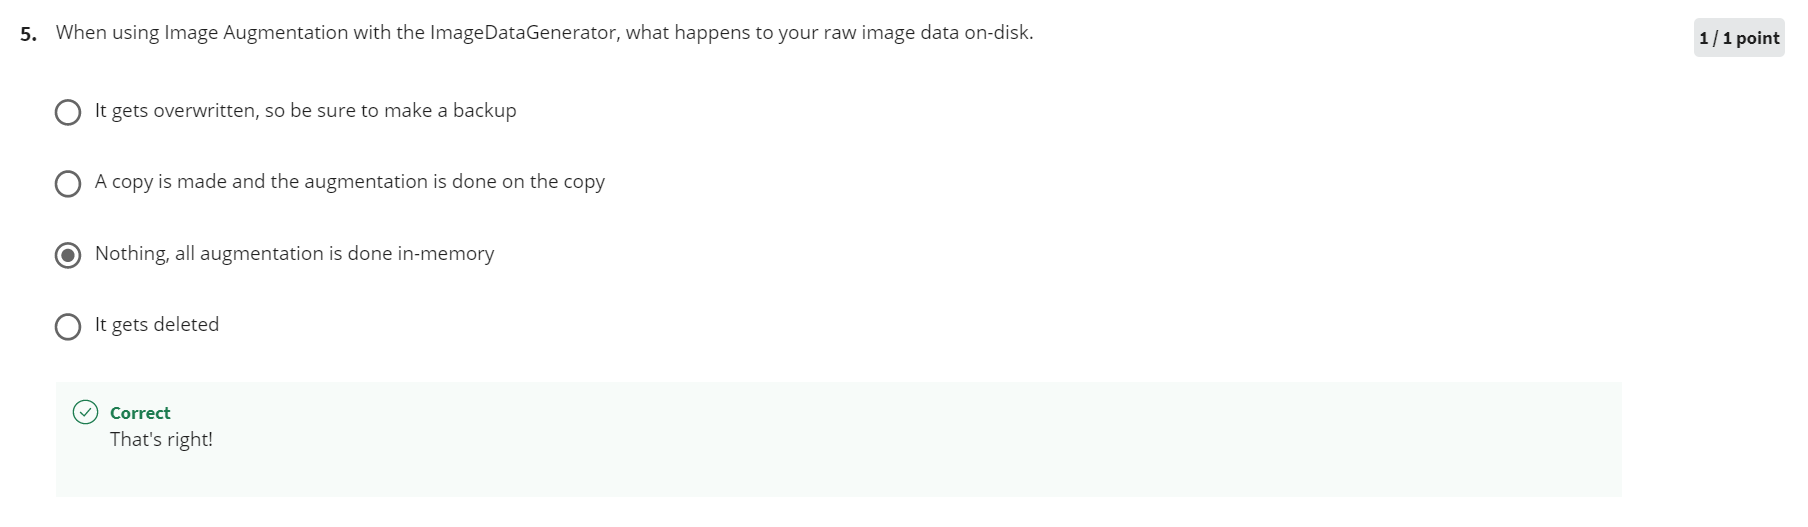 5. When using Image Augmentation with the ImageDataGenerator, what happens to your raw image data on-disk.
1 / 1 point
It gets overwritten, so be sure to make a backup
A copy is made and the augmentation is done on the copy
Nothing, all augmentation is done in-memory
It gets deleted
Correct
That's right!